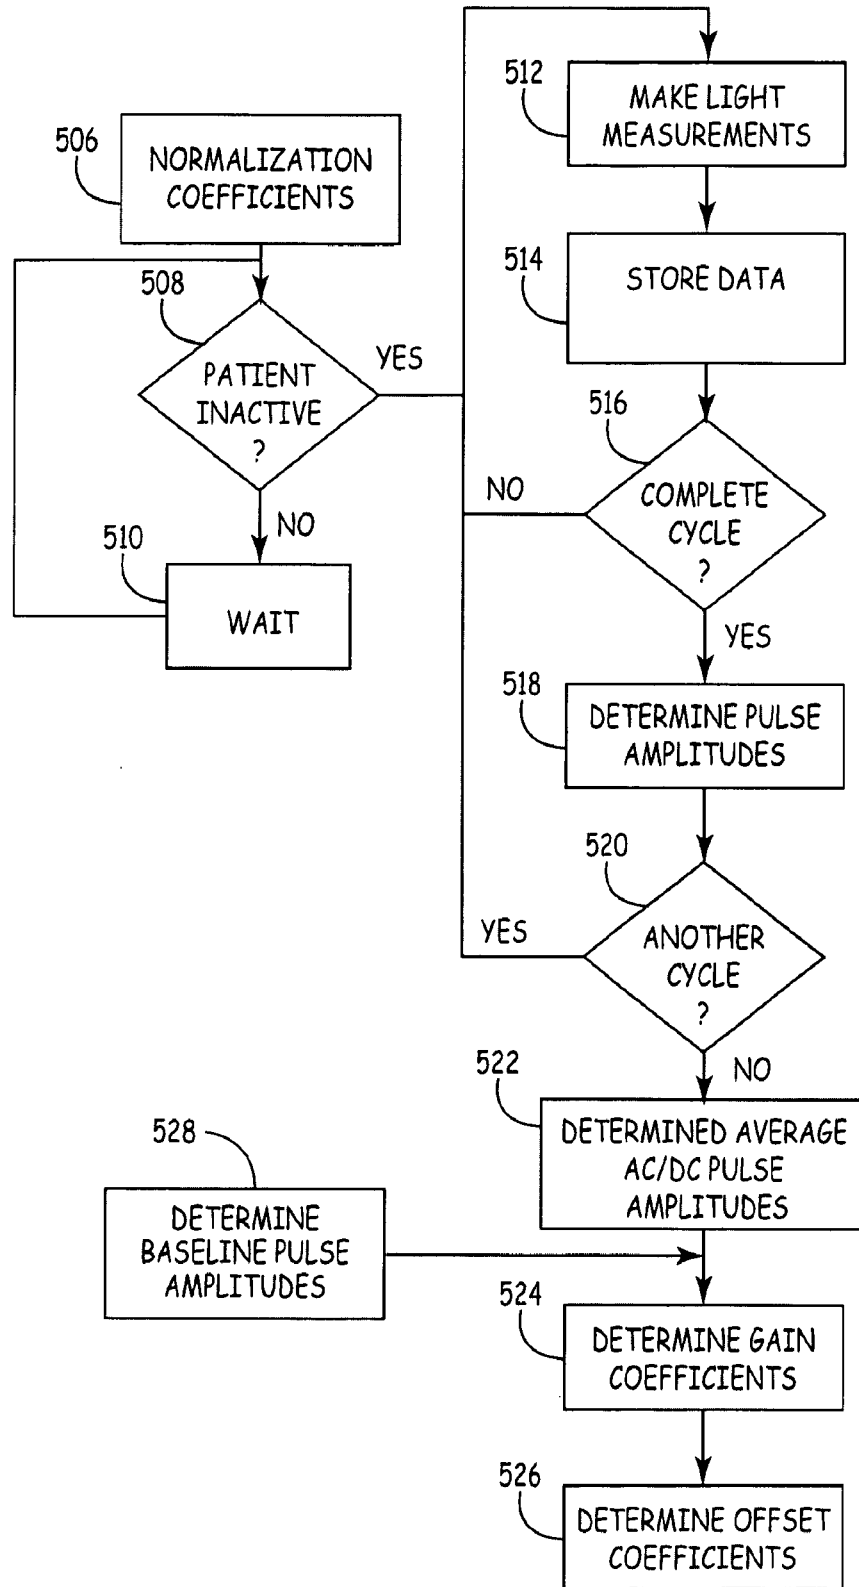 506
NORMALIZATION
COEFFICIENTS
508
PATIENT
INACTIVE
?
YES
NO
510
WAIT
512
MAKE LIGHT
MEASUREMENTS
514
STORE DATA
516
COMPLETE
CYCLE
?
NO
YES
518
DETERMINE PULSE
AMPLITUDES
520
ANOTHER
CYCLE
?
YES
NO
522
DETERMINED AVERAGE
AC/DC PULSE
AMPLITUDES
528
DETERMINE
BASELINE PULSE
AMPLITUDES
524
DETERMINE GAIN
COEFFICIENTS
526
DETERMINE OFFSET
COEFFICIENTS